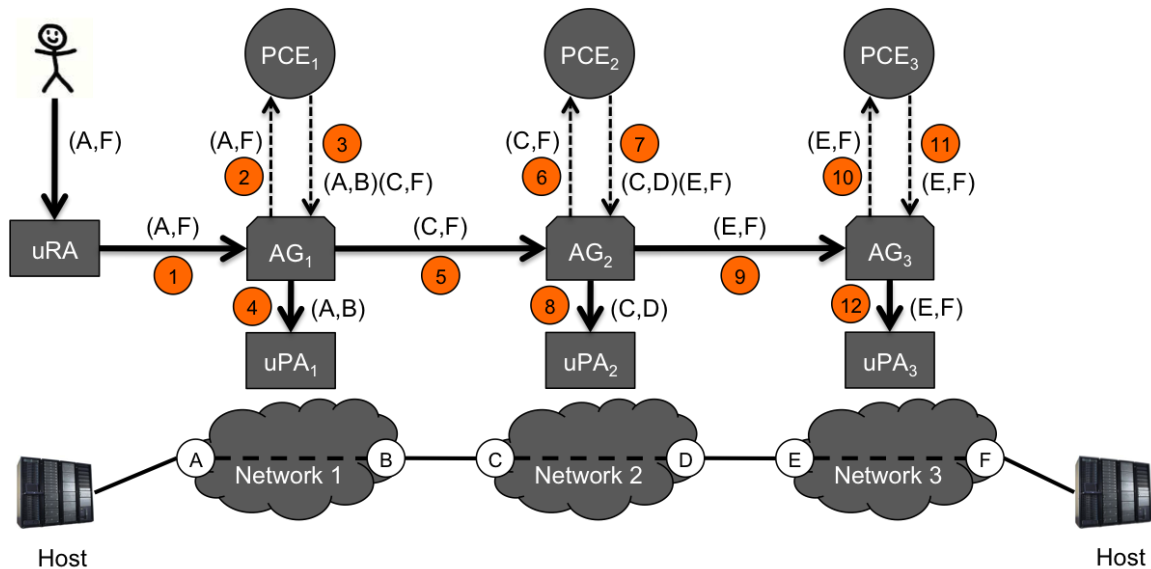 PCE1
PCE2
PCE3
(A,F)
(A,F)
2
3
(A,B)(C,F)
(C,F)
6
7
(C,D)(E,F)
(E,F)
10
11
(E,F)
uRA
(A,F)
1
AG1
(C,F)
5
AG2
(E,F)
9
AG3
4
(A,B)
8
(C,D)
12
(E,F)
uPA1
uPA2
uPA3
A
B
C
D
E
F
Network 1
Network 2
Network 3
Host
Host